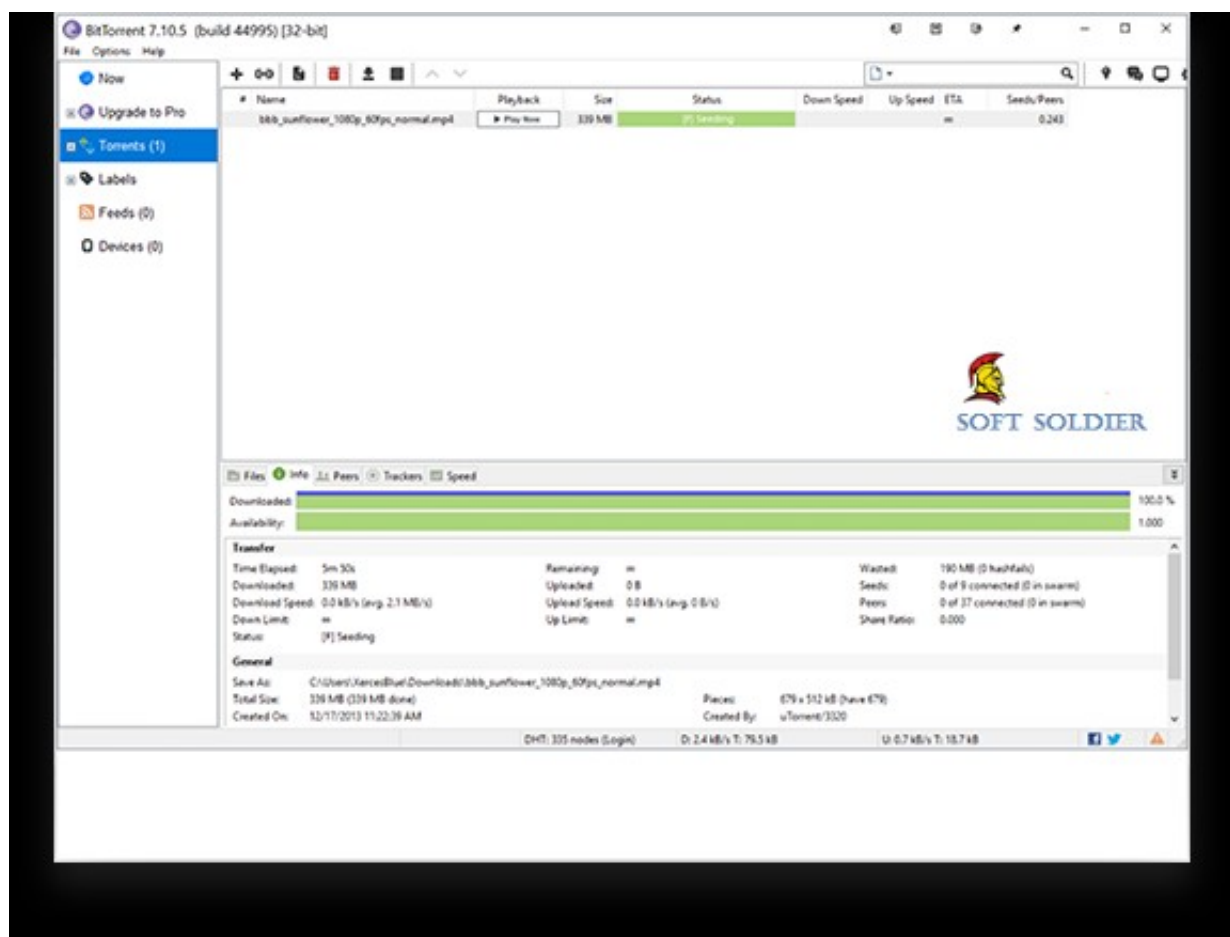 BitTorrent 7.10.5 (build 44995) [32-bit]
File Options Help
Now
Upgrade to Pro
Torrents (1)
Labels
Feeds (0)
Devices (0)
# Name Playback Size Status Down Speed Up Speed ETA Seeds/Peers
bbb_sunflower_1080p_60fps_normal.mp4 Play Now 339 MB [F] Seeding ∞ 0.243
SOFT SOLDIER
Files Info Peers Trackers Speed
Downloaded: 100.0 %
Availability: 1.000
Transfer
Time Elapsed: 5m 50s Remaining: ∞ Wasted: 190 MB (0 hashfails)
Downloaded: 339 MB Uploaded: 0 B Seeds: 0 of 9 connected (0 in swarm)
Download Speed: 0.0 kB/s (avg. 2.1 MB/s) Upload Speed: 0.0 kB/s (avg. 0 B/s) Peers: 0 of 37 connected (0 in swarm)
Down Limit: ∞ Up Limit: ∞ Share Ratio: 0.000
Status: [F] Seeding
General
Save As: C:\Users\XercesBlue\Downloads\bbb_sunflower_1080p_60fps_normal.mp4
Total Size: 339 MB (339 MB done) Pieces: 679 x 512 kB (have 679)
Created On: 12/17/2013 11:22:39 AM Created By: uTorrent/3320
DHT: 335 nodes (Login) D: 2.4 kB/s T: 79.5 kB U: 0.7 kB/s T: 18.7 kB